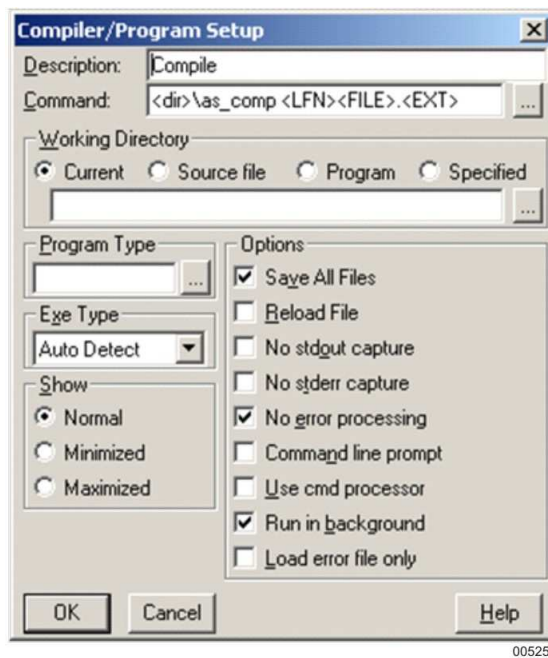 Compiler/Program Setup
Description: Compile
Command: <dir>\as_comp <LFN><FILE>.<EXT> ...
Working Directory
Current Source file Program Specified
...
Program Type
...
Exe Type
Auto Detect
Show
Normal
Minimized
Maximized
Options
Save All Files
Reload File
No stdout capture
No stderr capture
No error processing
Command line prompt
Use cmd processor
Run in background
Load error file only
OK Cancel Help
00525